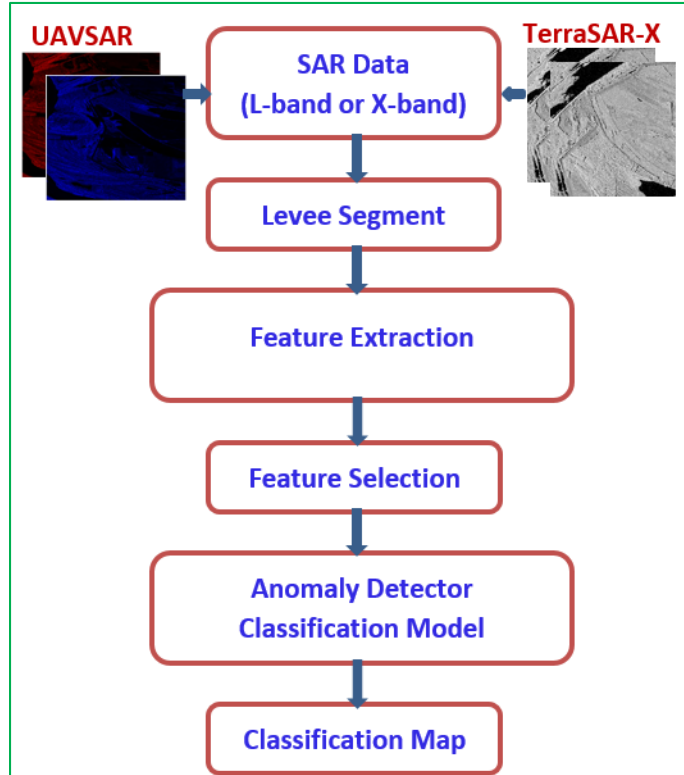 UAVSAR
TerraSAR-X
SAR Data
(L-band or X-band)
Levee Segment
Feature Extraction
Feature Selection
Anomaly Detector
Classification Model
Classification Map